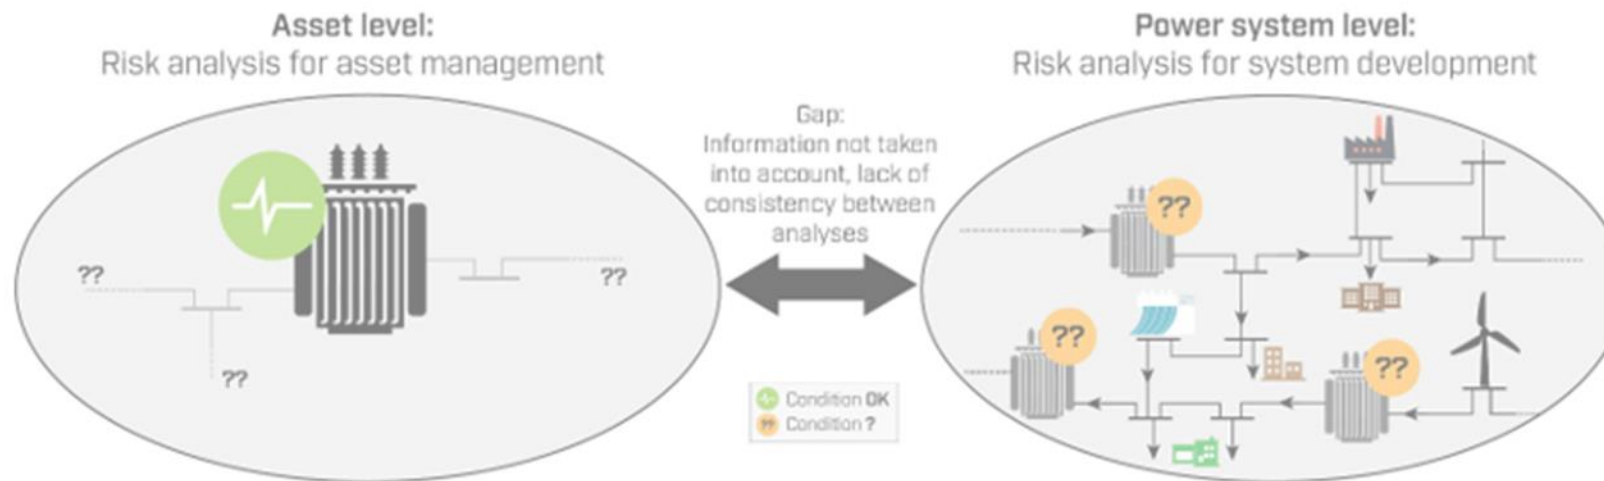 Asset level:
Risk analysis for asset management
Power system level:
Risk analysis for system development
Gap:
Information not taken
into account, lack of
consistency between
analyses
??
??
??
??
??
??
Condition OK
?? Condition ?